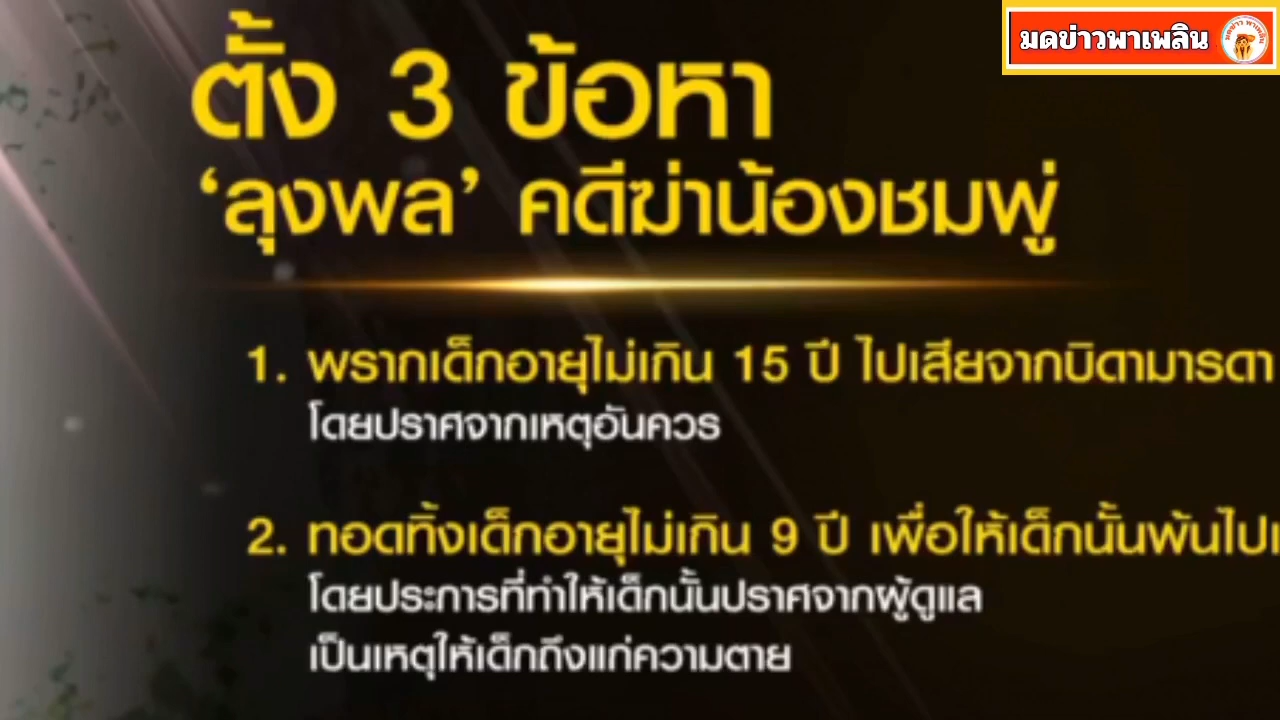 มดข่าวพาเพลิน
ตั้ง 3 ข้อหา
‘ลุงพล’ คดีฆ่าน้องชมพู่
1. พรากเด็กอายุไม่เกิน 15 ปี ไปเสียจากบิดามารดา
โดยปราศจากเหตุอันควร
2. ทอดทิ้งเด็กอายุไม่เกิน 9 ปี เพื่อให้เด็กนั้นพ้นไป
โดยประการที่ทำให้เด็กนั้นปราศจากผู้ดูแล
เป็นเหตุให้เด็กถึงแก่ความตาย